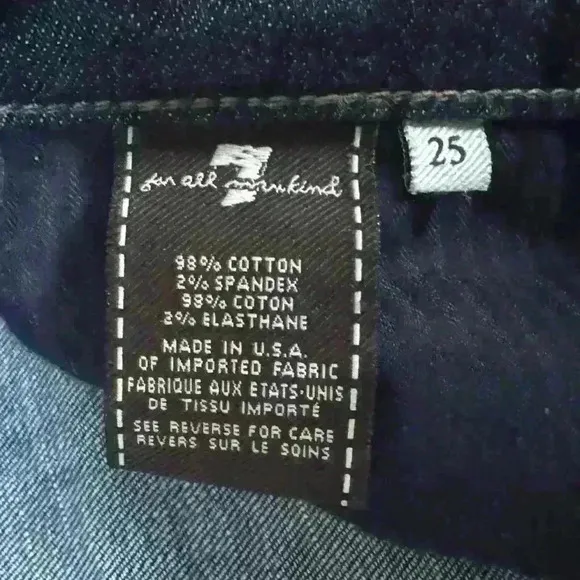 7
for all mankind
25
98% COTTON
2% SPANDEX
98% COTON
2% ELASTHANE
MADE IN U.S.A.
OF IMPORTED FABRIC
FABRIQUE AUX ETATS-UNIS
DE TISSU IMPORTÉ
SEE REVERSE FOR CARE
REVERS SUR LE SOINS